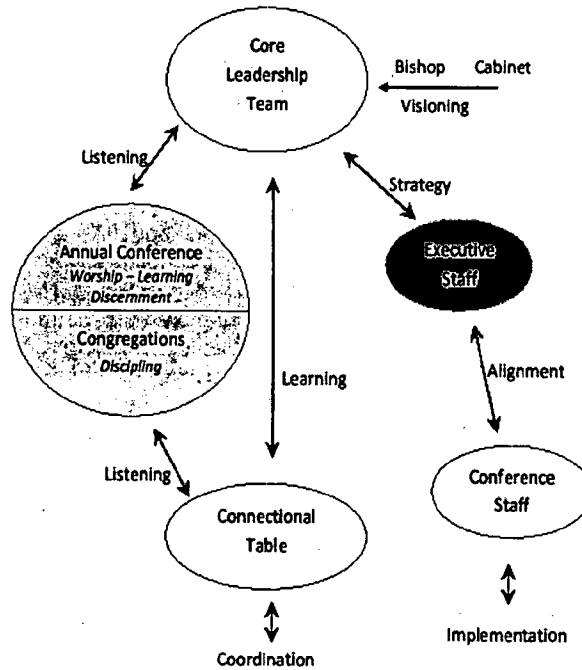 Core
Leadership
Team
Bishop Cabinet
Visioning
Listening
Strategy
Annual Conference
Worship – Learning
Discernment
Congregations
Discipling
Executive
Staff
Learning
Alignment
Listening
Connectional
Table
Conference
Staff
Coordination
Implementation